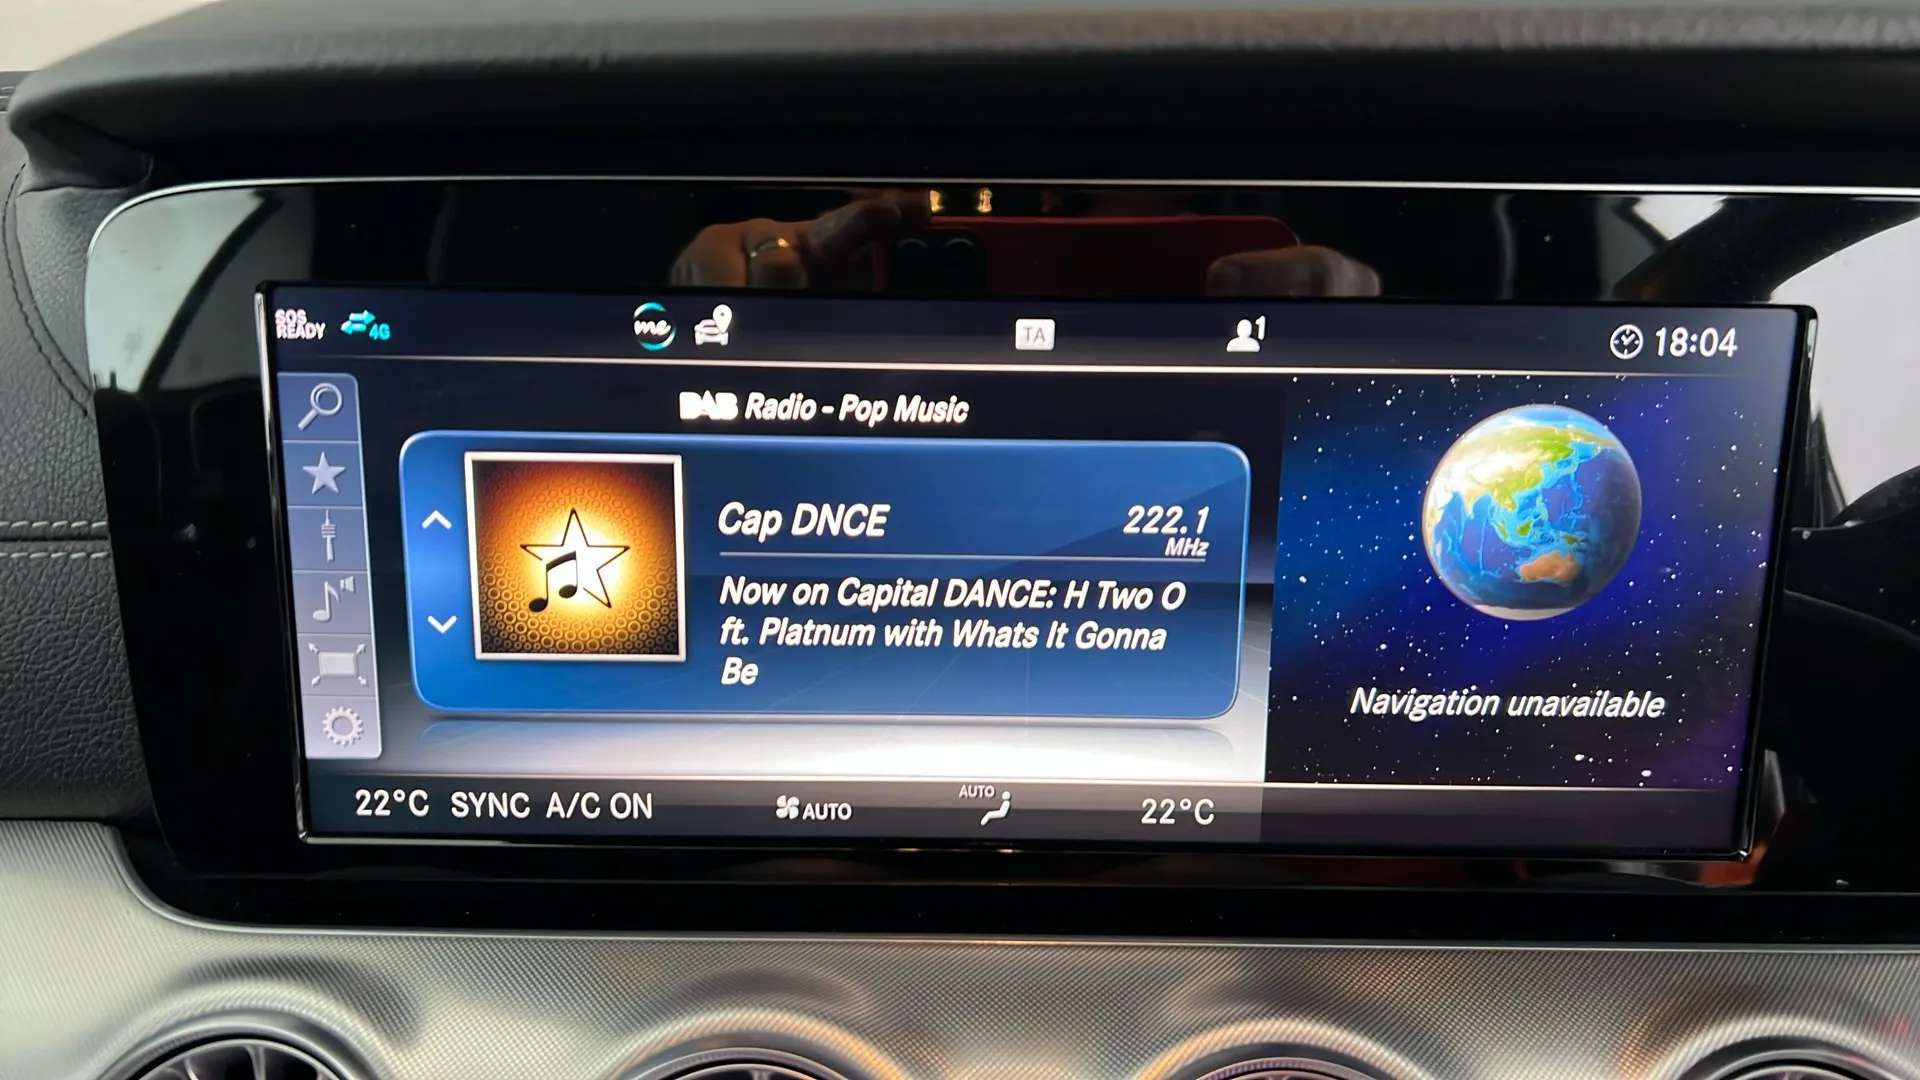 SOS READY 4G me TA 1 18:04
DAB Radio - Pop Music
Cap DNCE 222.1 MHz
Now on Capital DANCE: H Two O
ft. Platnum with Whats It Gonna
Be
Navigation unavailable
22°C SYNC A/C ON AUTO AUTO 22°C